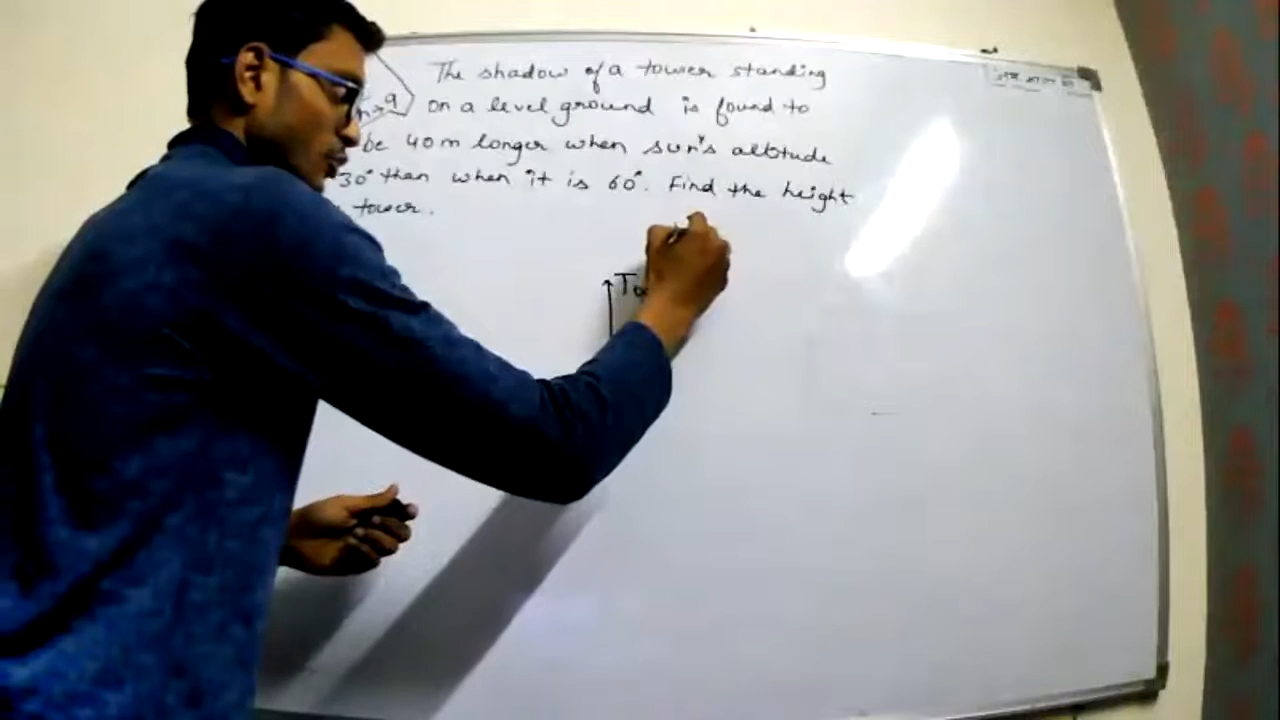 The shadow of a tower standing
on a level ground is found to
be 40m longer when sun's altitude
30° than when it is 60°. Find the height
tower.